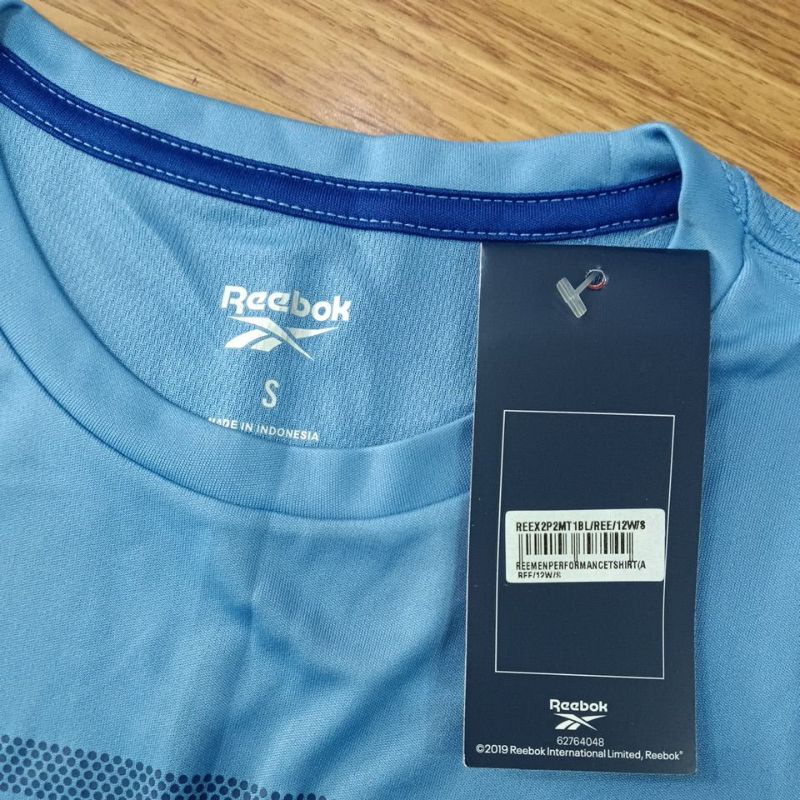 Reebok
S
MADE IN INDONESIA
REEX2P2MT1BL/REE/12W/S
REEMENPERFORMANCETSHIRT(A
REE/12W/S
Reebok
62764048
©2019 Reebok International Limited, Reebok®